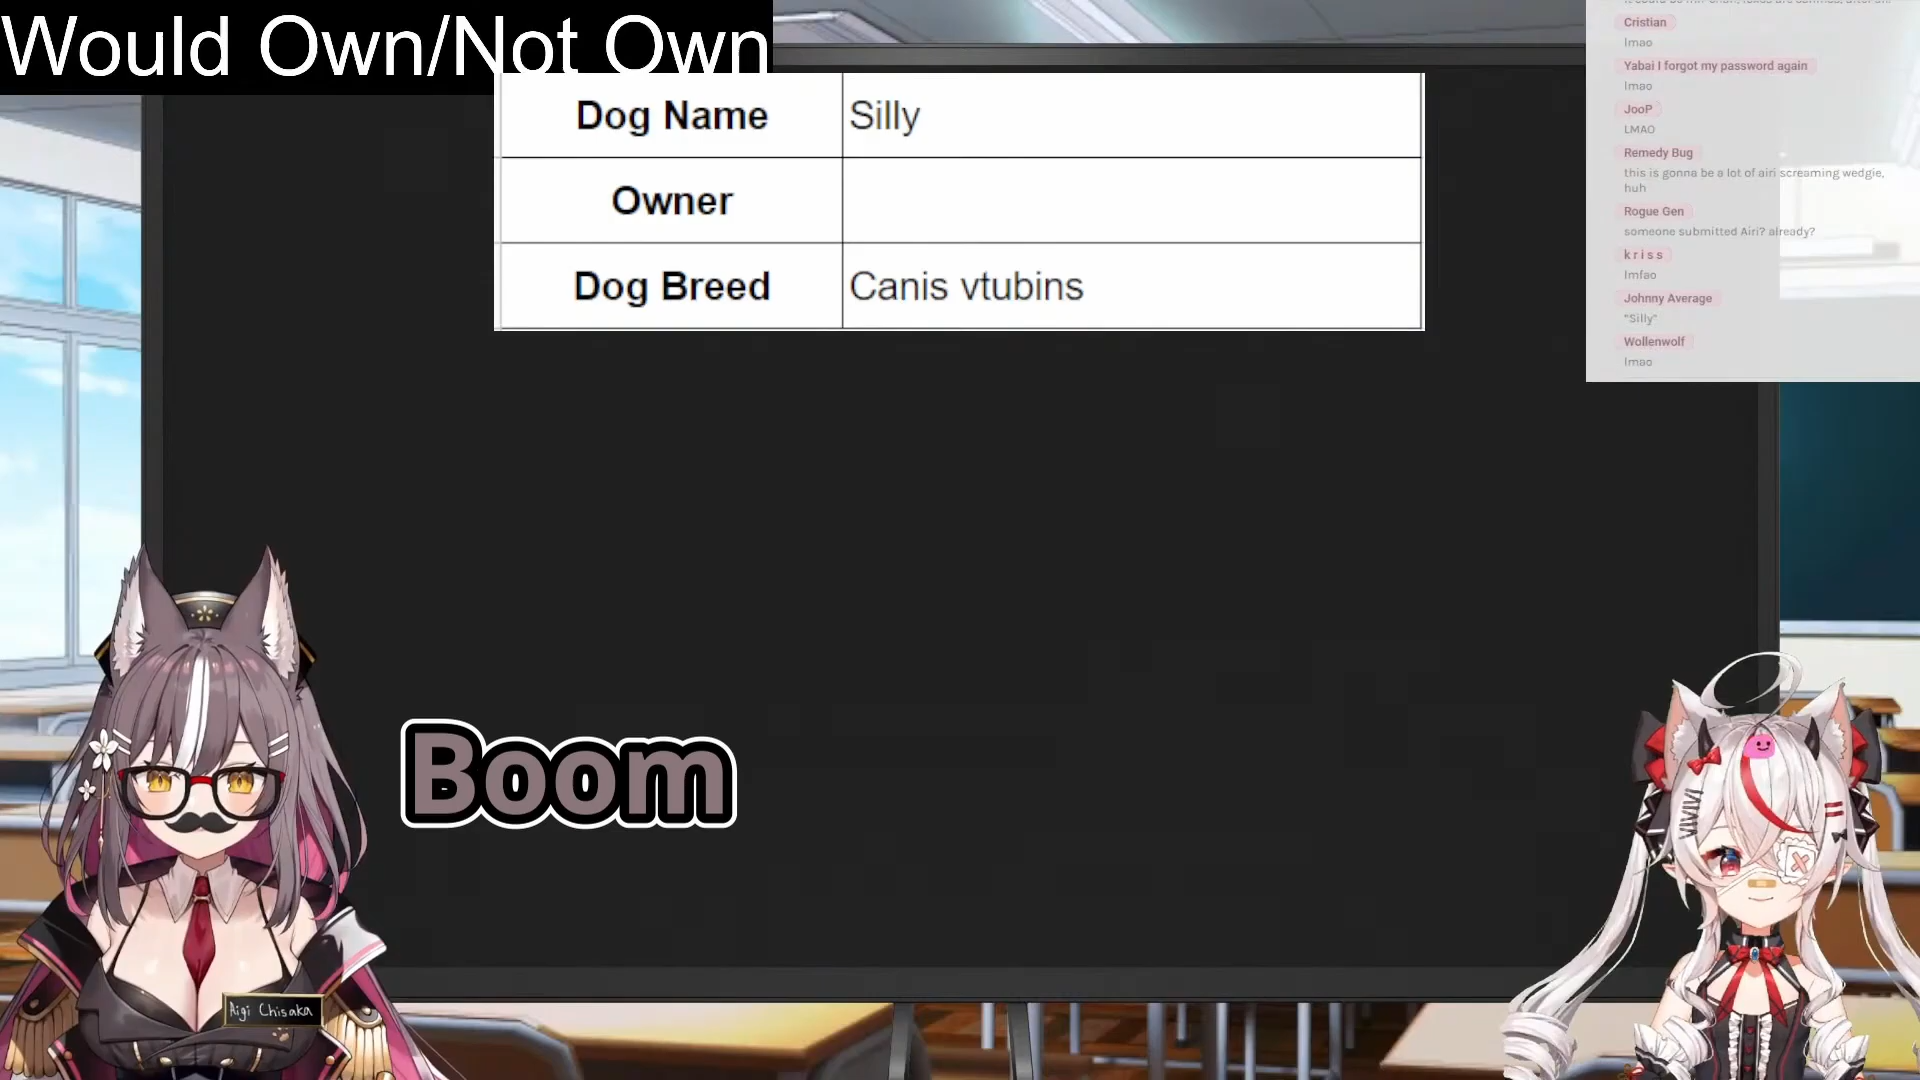 Would Own/Not Own
Dog Name
Silly
Owner
Dog Breed
Canis vtubins
Cristian
lmao
Yabai I forgot my password again
lmao
JooP
LMAO
Remedy Bug
this is gonna be a lot of airi screaming wedgie,
huh
Rogue Gen
someone submitted Airi? already?
k r i s s
lmfao
Johnny Average
"Silly"
Wollenwolf
lmao
Boom
Aigi Chisaka